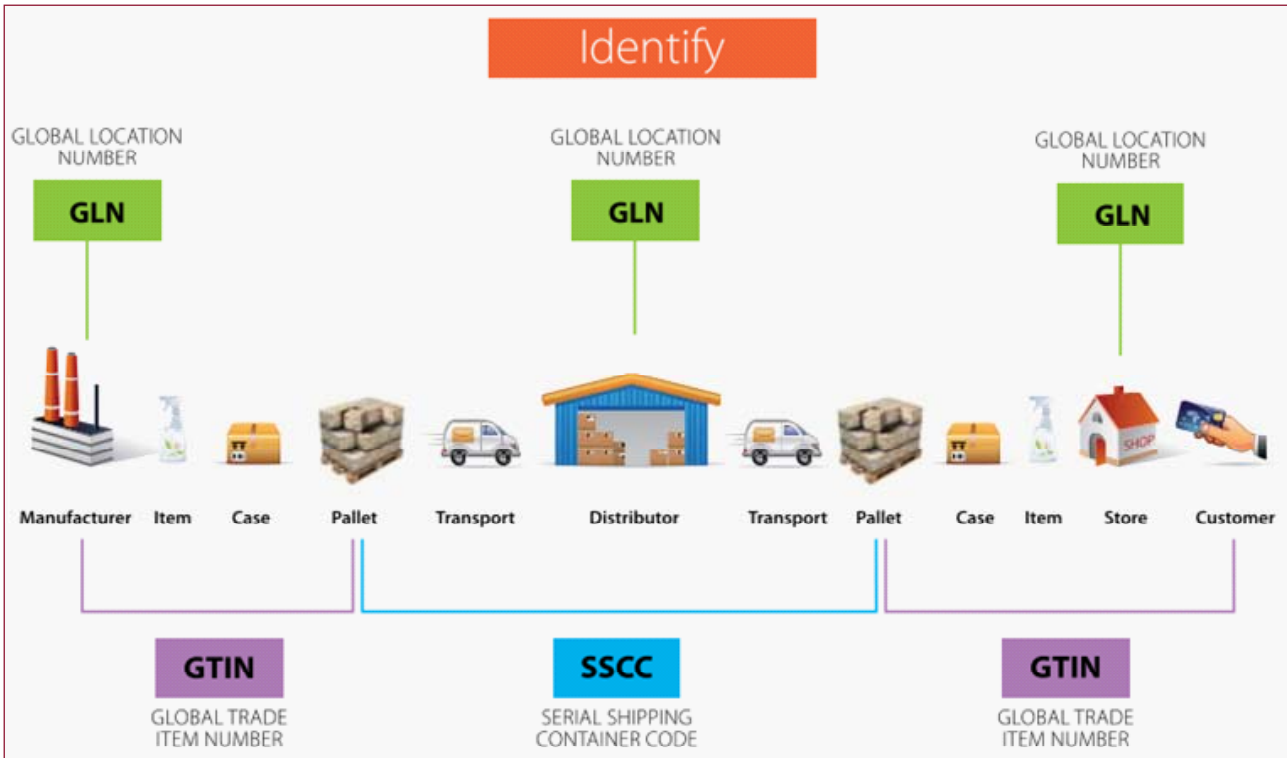 Identify
GLOBAL LOCATION
NUMBER
GLN
GLOBAL LOCATION
NUMBER
GLN
GLOBAL LOCATION
NUMBER
GLN
SHOP
Manufacturer Item Case Pallet Transport Distributor Transport Pallet Case Item Store Customer
GTIN
GLOBAL TRADE
ITEM NUMBER
SSCC
SERIAL SHIPPING
CONTAINER CODE
GTIN
GLOBAL TRADE
ITEM NUMBER